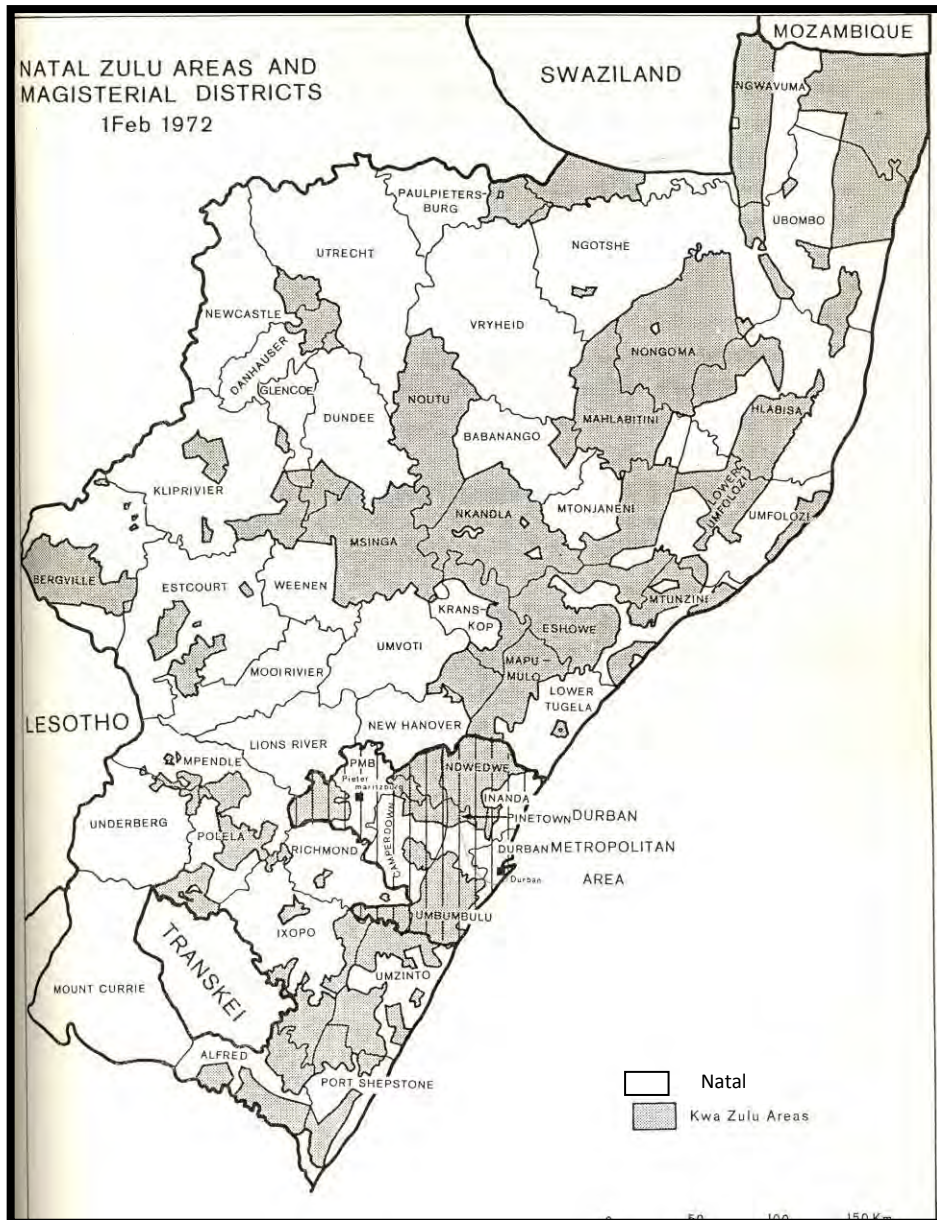 MOZAMBIQUE
NATAL ZULU AREAS AND
MAGISTERIAL DISTRICTS
1Feb 1972
SWAZILAND
NGWAVUMA
PAULPIETERS-
BURG
UBOMBO
UTRECHT
NGOTSHE
NEWCASTLE
VRYHEID
DANHAUSER
NONGOMA
GLENCOE
NQUTU
DUNDEE
HLABISA
MAHLABITINI
BABANANGO
KLIPRIVIER
LOWER
UMFOLOZI
NKANDLA
MTONJANENI
UMFOLOZI
MSINGA
BERGVILLE
ESTCOURT
WEENEN
MTUNZINI
KRANS-
KOP
ESHOWE
UMVOTI
MAPU-
MULO
MOOIRIVIER
LOWER
TUGELA
LESOTHO
NEW HANOVER
LIONS RIVER
MPENDLE
PMB
NDWEDWE
Pieter
maritzburg
INANDA
UNDERBERG
PINETOWN
DURBAN
POLELA
CAMPERDOWN
RICHMOND
DURBAN
METROPOLITAN
Durban
AREA
UMBUMBULU
IXOPO
TRANSKEI
UMZINTO
MOUNT CURRIE
ALFRED
PORT SHEPSTONE
Natal
Kwa Zulu Areas
50 100 150 Km